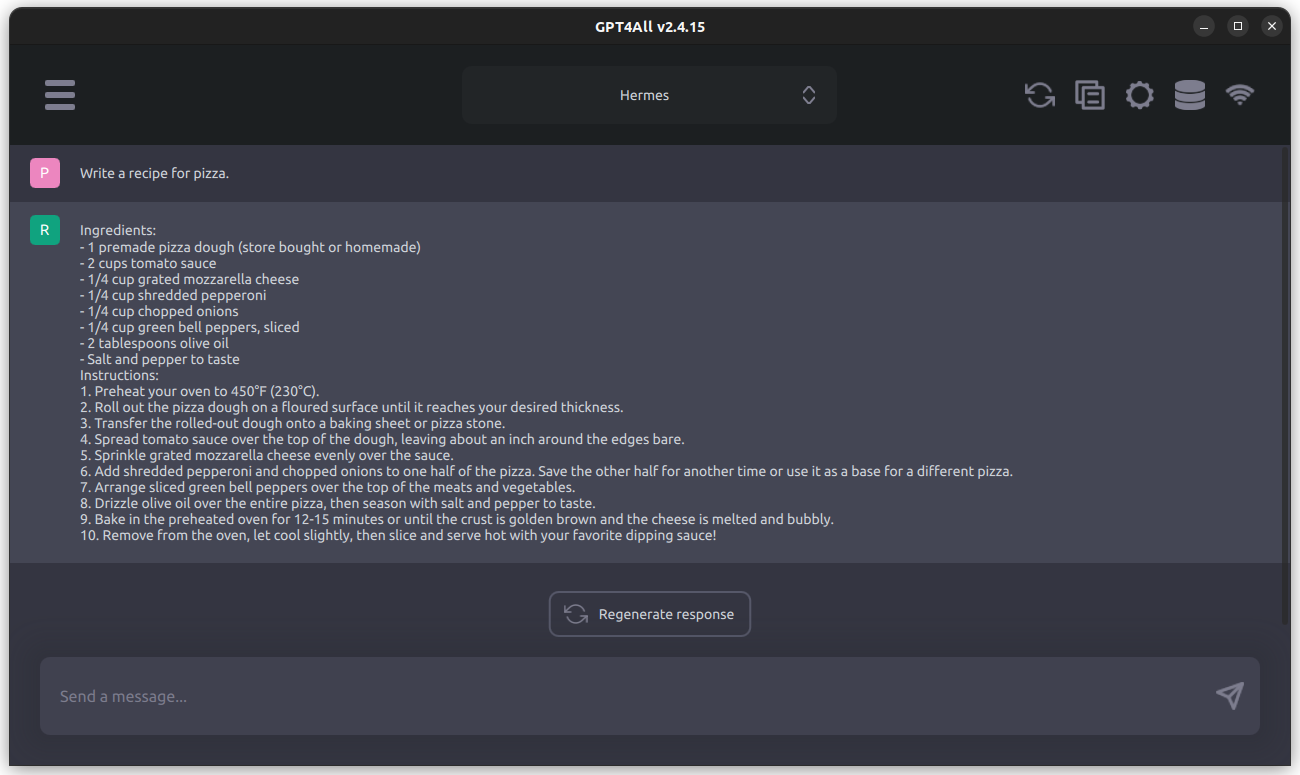 GPT4All v2.4.15
Hermes
P
Write a recipe for pizza.
R
Ingredients:
- 1 premade pizza dough (store bought or homemade)
- 2 cups tomato sauce
- 1/4 cup grated mozzarella cheese
- 1/4 cup shredded pepperoni
- 1/4 cup chopped onions
- 1/4 cup green bell peppers, sliced
- 2 tablespoons olive oil
- Salt and pepper to taste
Instructions:
1. Preheat your oven to 450°F (230°C).
2. Roll out the pizza dough on a floured surface until it reaches your desired thickness.
3. Transfer the rolled-out dough onto a baking sheet or pizza stone.
4. Spread tomato sauce over the top of the dough, leaving about an inch around the edges bare.
5. Sprinkle grated mozzarella cheese evenly over the sauce.
6. Add shredded pepperoni and chopped onions to one half of the pizza. Save the other half for another time or use it as a base for a different pizza.
7. Arrange sliced green bell peppers over the top of the meats and vegetables.
8. Drizzle olive oil over the entire pizza, then season with salt and pepper to taste.
9. Bake in the preheated oven for 12-15 minutes or until the crust is golden brown and the cheese is melted and bubbly.
10. Remove from the oven, let cool slightly, then slice and serve hot with your favorite dipping sauce!
Regenerate response
Send a message...